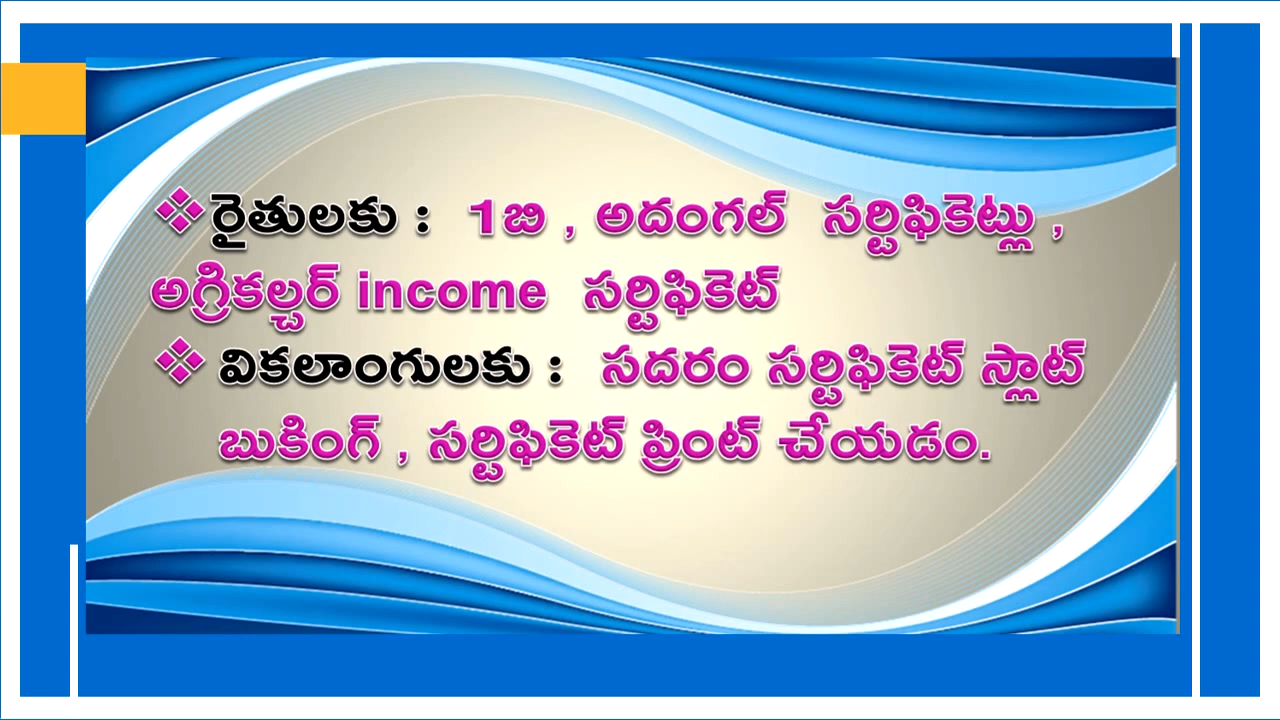 ❖రైతులకు : 1బి , అదంగల్ సర్టిఫికెట్లు ,
అగ్రికల్చర్ income సర్టిఫికెట్
❖ వికలాంగులకు : సదరం సర్టిఫికెట్ స్లాట్
బుకింగ్ , సర్టిఫికెట్ ప్రింట్ చేయడం.